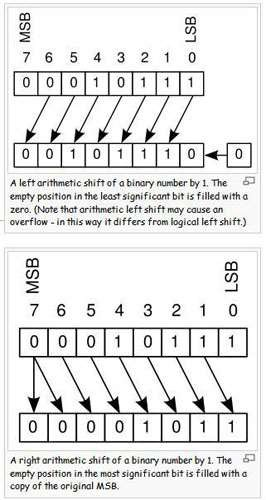 MSB
LSB
7 6 5 4 3 2 1 0
0 0 0 1 0 1 1 1
0 0 1 0 1 1 1 0 0
A left arithmetic shift of a binary number by 1. The
empty position in the least significant bit is filled with a
zero. (Note that arithmetic left shift may cause an
overflow - in this way it differs from logical left shift.)
MSB
LSB
7 6 5 4 3 2 1 0
0 0 0 1 0 1 1 1
0 0 0 0 1 0 1 1
A right arithmetic shift of a binary number by 1. The
empty position in the most significant bit is filled with a
copy of the original MSB.